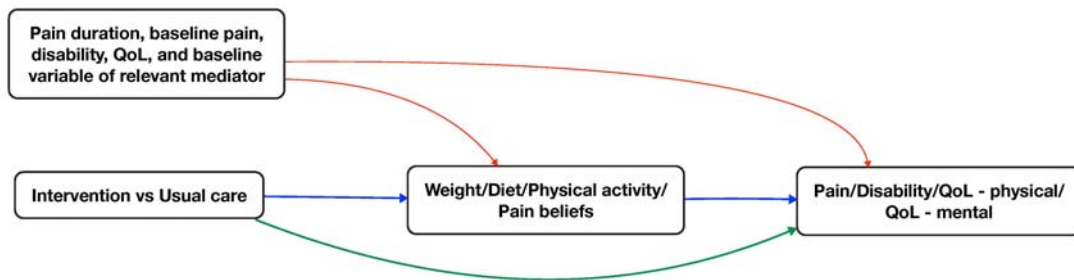 Pain duration, baseline pain,
disability, QoL, and baseline
variable of relevant mediator
Intervention vs Usual care
Weight/Diet/Physical activity/
Pain beliefs
Pain/Disability/QoL - physical/
QoL - mental